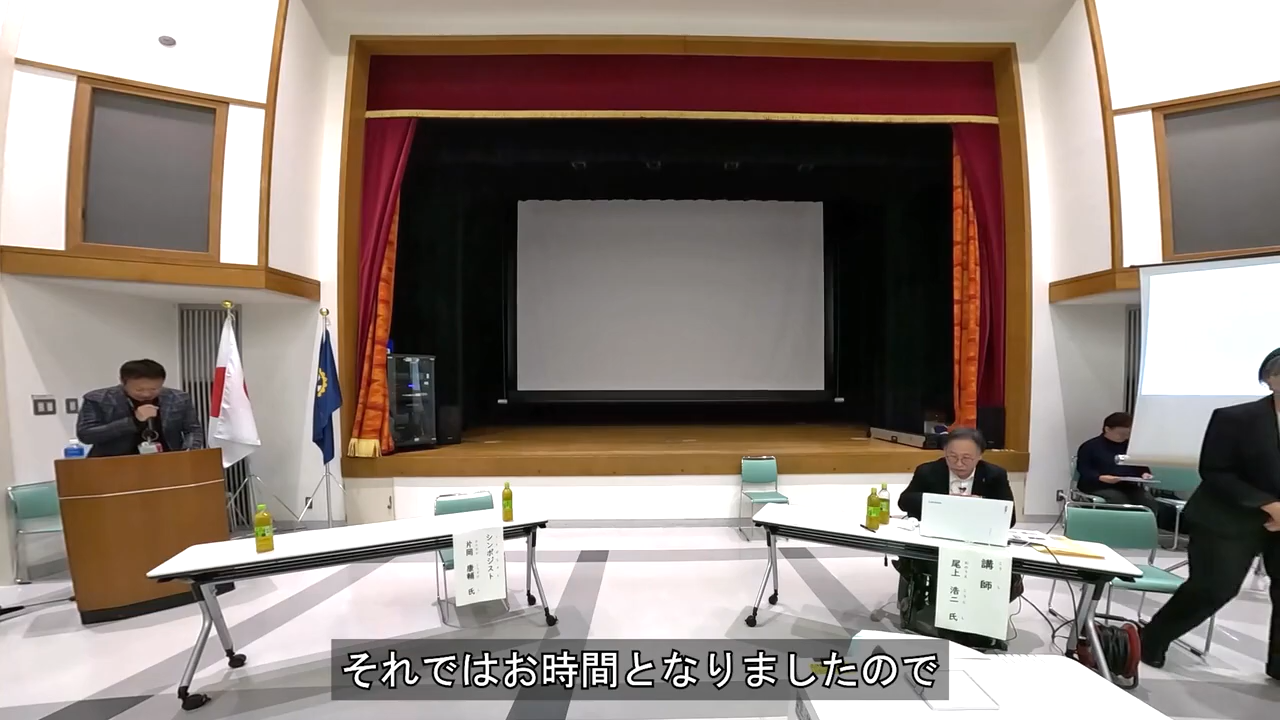 シンポジスト
片岡 康輔 氏
講師
尾上 浩二 氏
それではお時間となりましたので